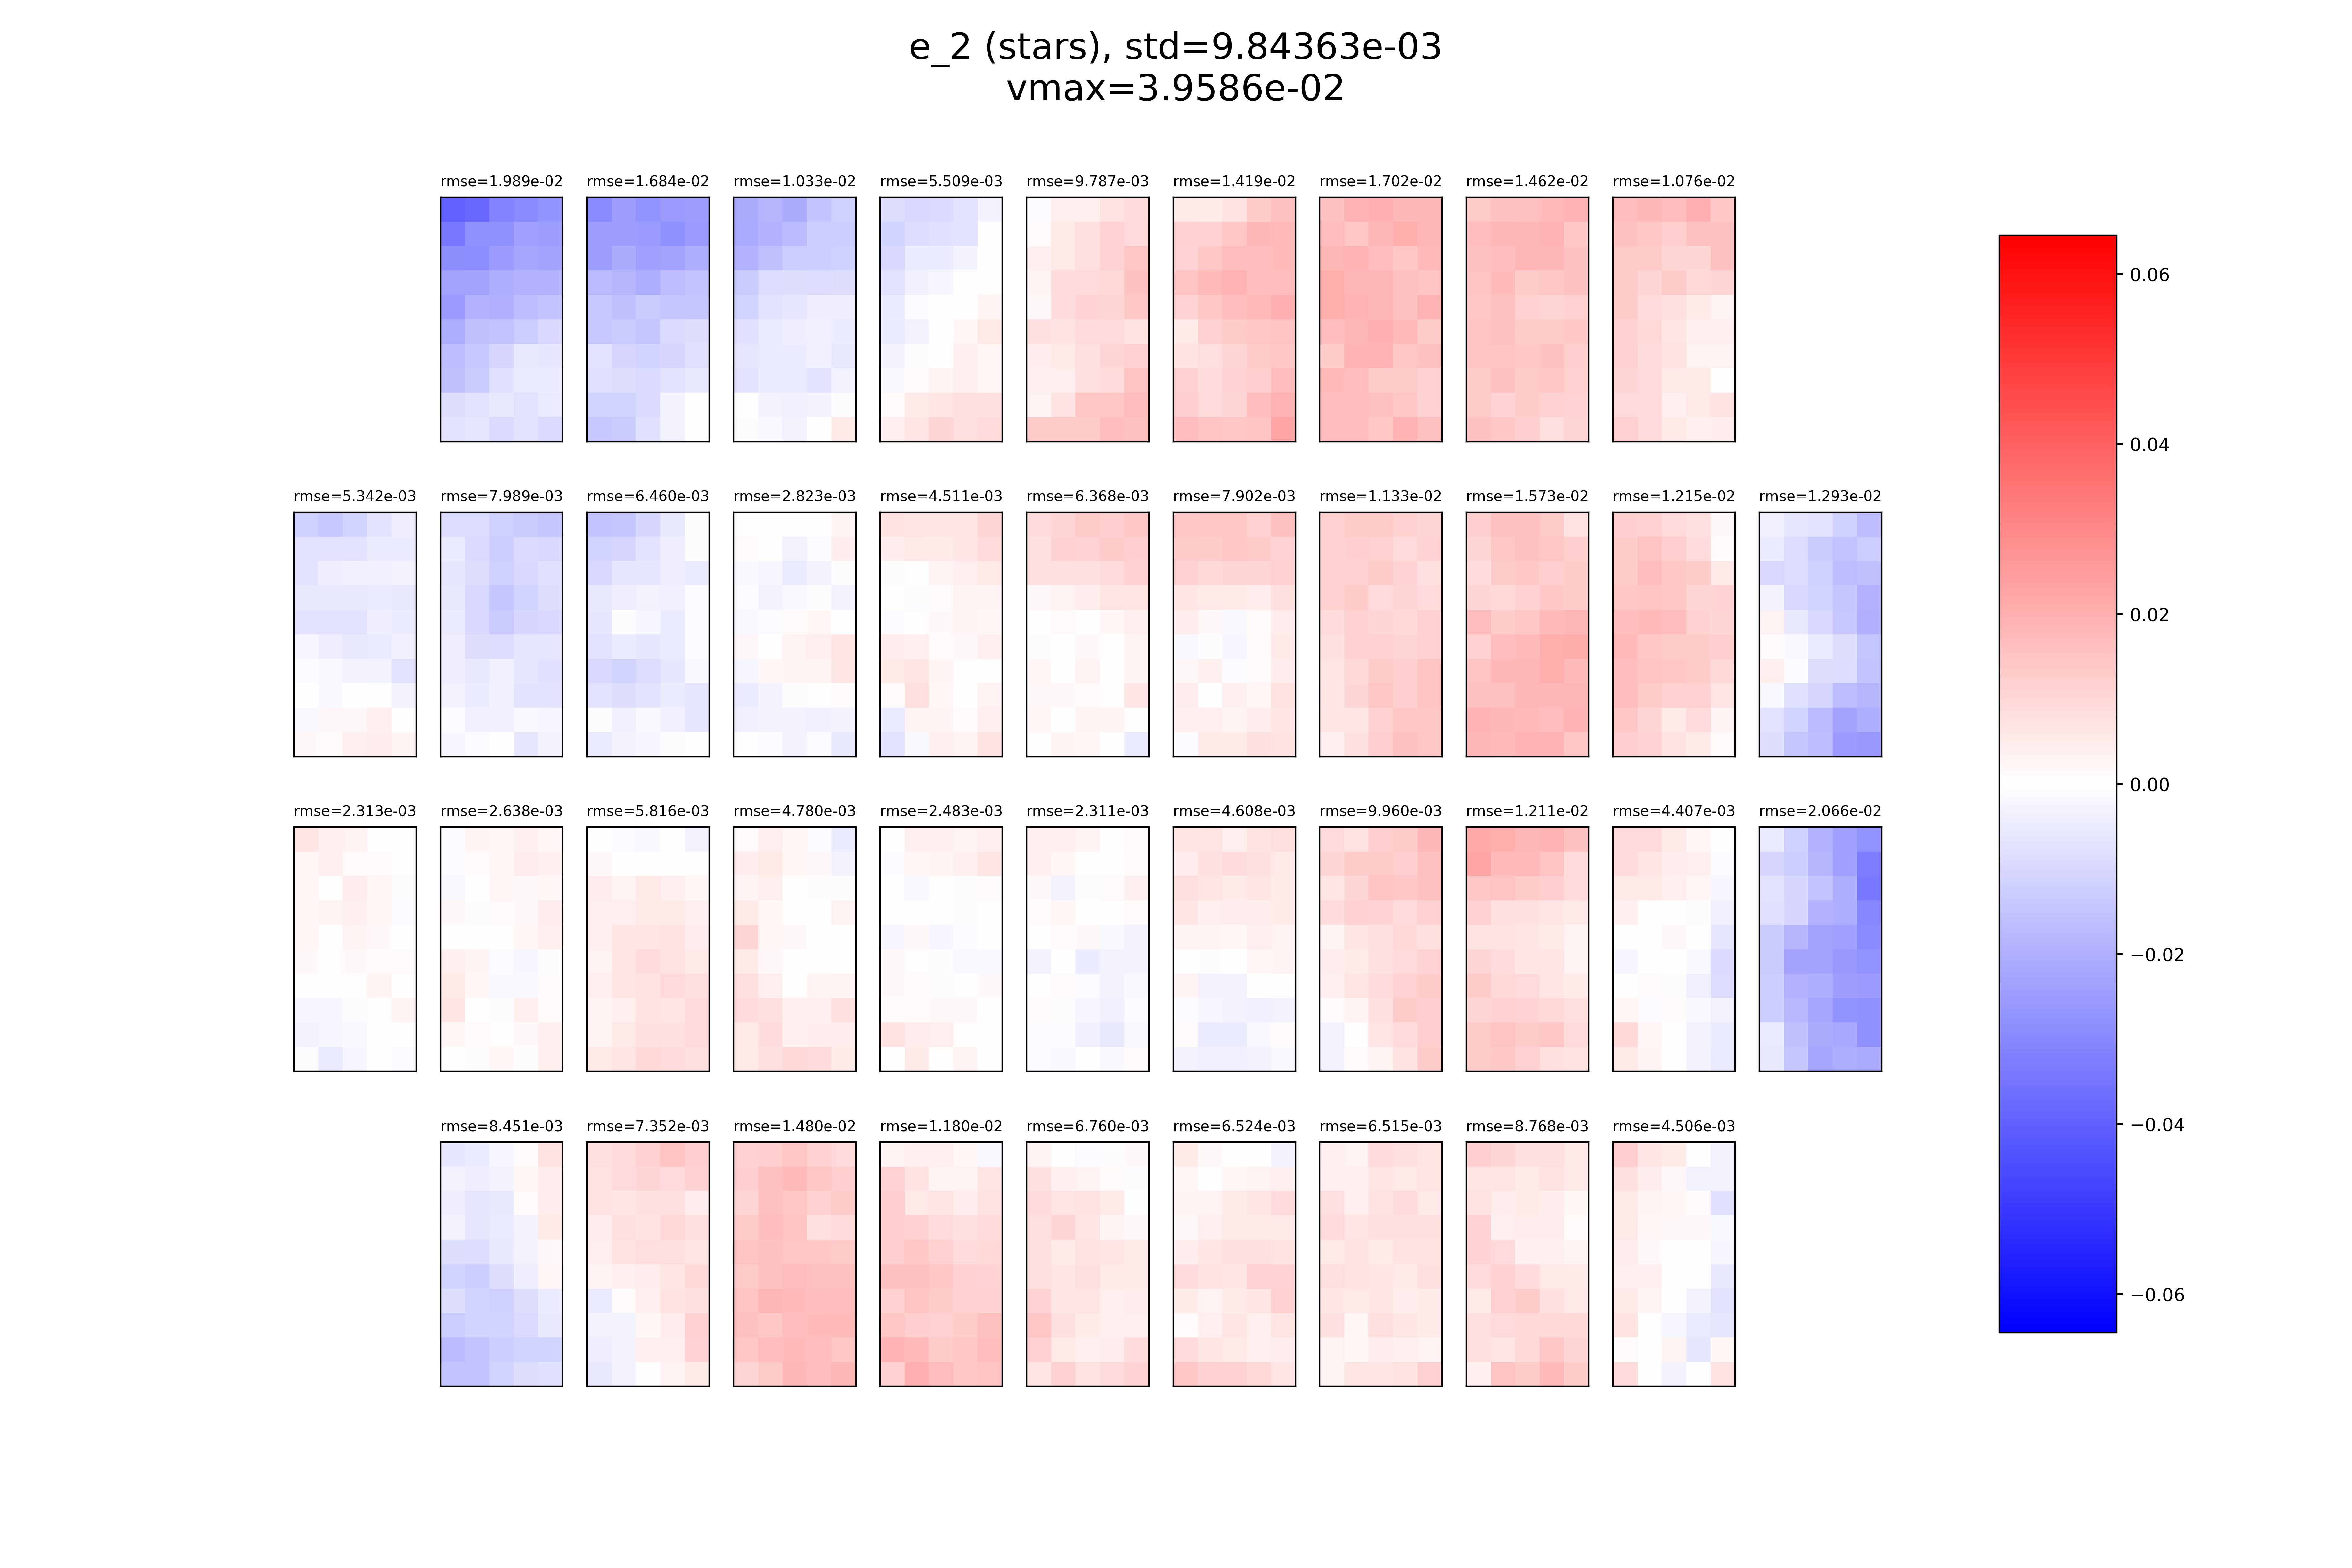 e_2 (stars), std=9.84363e-03
vmax=3.9586e-02
rmse=1.989e-02 rmse=1.684e-02 rmse=1.033e-02 rmse=5.509e-03 rmse=9.787e-03 rmse=1.419e-02 rmse=1.702e-02 rmse=1.462e-02 rmse=1.076e-02
rmse=5.342e-03 rmse=7.989e-03 rmse=6.460e-03 rmse=2.823e-03 rmse=4.511e-03 rmse=6.368e-03 rmse=7.902e-03 rmse=1.133e-02 rmse=1.573e-02 rmse=1.215e-02 rmse=1.293e-02
rmse=2.313e-03 rmse=2.638e-03 rmse=5.816e-03 rmse=4.780e-03 rmse=2.483e-03 rmse=2.311e-03 rmse=4.608e-03 rmse=9.960e-03 rmse=1.211e-02 rmse=4.407e-03 rmse=2.066e-02
rmse=8.451e-03 rmse=7.352e-03 rmse=1.480e-02 rmse=1.180e-02 rmse=6.760e-03 rmse=6.524e-03 rmse=6.515e-03 rmse=8.768e-03 rmse=4.506e-03
0.06
0.04
0.02
0.00
−0.02
−0.04
−0.06